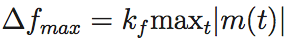 Δf_max = k_f max_t |m(t)|